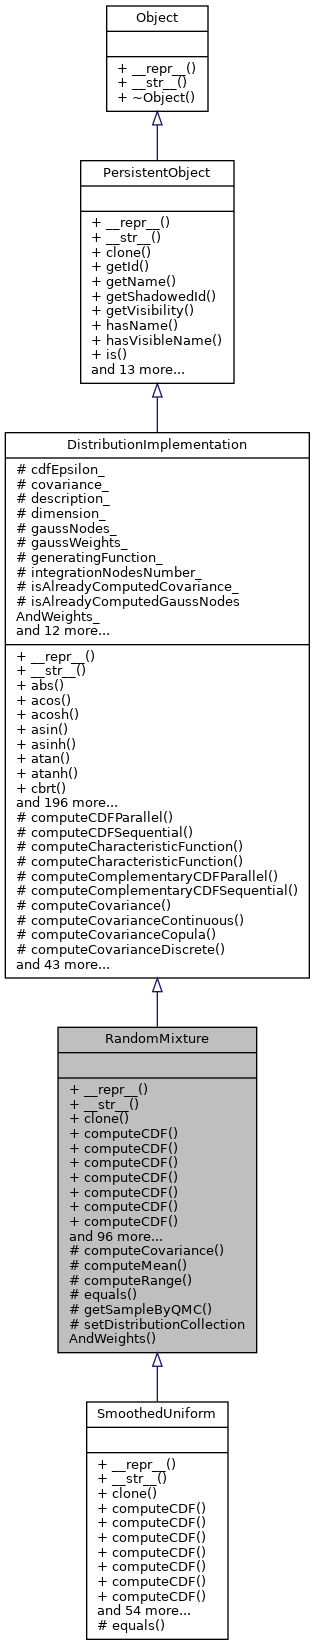 Object
+ __repr__()
+ __str__()
+ ~Object()
PersistentObject
+ __repr__()
+ __str__()
+ clone()
+ getId()
+ getName()
+ getShadowedId()
+ getVisibility()
+ hasName()
+ hasVisibleName()
+ is()
and 13 more...
DistributionImplementation
# cdfEpsilon_
# covariance_
# description_
# dimension_
# gaussNodes_
# gaussWeights_
# generatingFunction_
# integrationNodesNumber_
# isAlreadyComputedCovariance_
# isAlreadyComputedGaussNodes
AndWeights_
and 12 more...
+ __repr__()
+ __str__()
+ abs()
+ acos()
+ acosh()
+ asin()
+ asinh()
+ atan()
+ atanh()
+ cbrt()
and 196 more...
# computeCDFParallel()
# computeCDFSequential()
# computeCharacteristicFunction()
# computeCharacteristicFunction()
# computeComplementaryCDFParallel()
# computeComplementaryCDFSequential()
# computeCovariance()
# computeCovarianceContinuous()
# computeCovarianceCopula()
# computeCovarianceDiscrete()
and 43 more...
RandomMixture
+ __repr__()
+ __str__()
+ clone()
+ computeCDF()
+ computeCDF()
+ computeCDF()
+ computeCDF()
+ computeCDF()
+ computeCDF()
+ computeCDF()
and 96 more...
# computeCovariance()
# computeMean()
# computeRange()
# equals()
# getSampleByQMC()
# setDistributionCollection
AndWeights()
SmoothedUniform
+ __repr__()
+ __str__()
+ clone()
+ computeCDF()
+ computeCDF()
+ computeCDF()
+ computeCDF()
+ computeCDF()
+ computeCDF()
+ computeCDF()
and 54 more...
# equals()